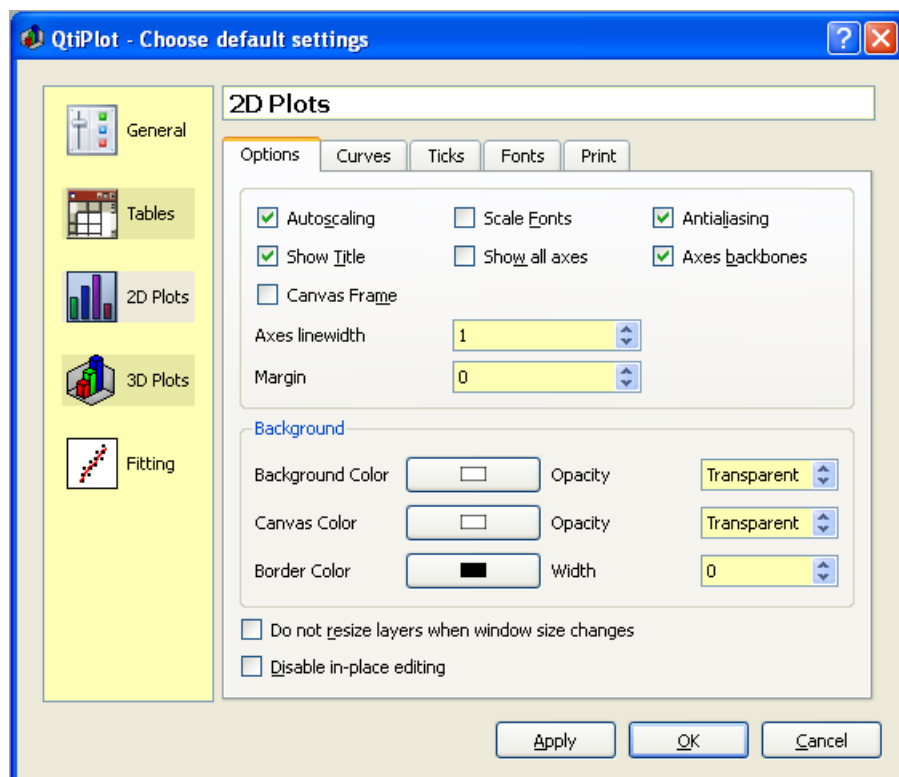 QtiPlot - Choose default settings
General
Tables
2D Plots
3D Plots
Fitting
2D Plots
Options Curves Ticks Fonts Print
Autoscaling Scale Fonts Antialiasing
Show Title Show all axes Axes backbones
Canvas Frame
Axes linewidth 1
Margin 0
Background
Background Color Opacity Transparent
Canvas Color Opacity Transparent
Border Color Width 0
Do not resize layers when window size changes
Disable in-place editing
Apply OK Cancel